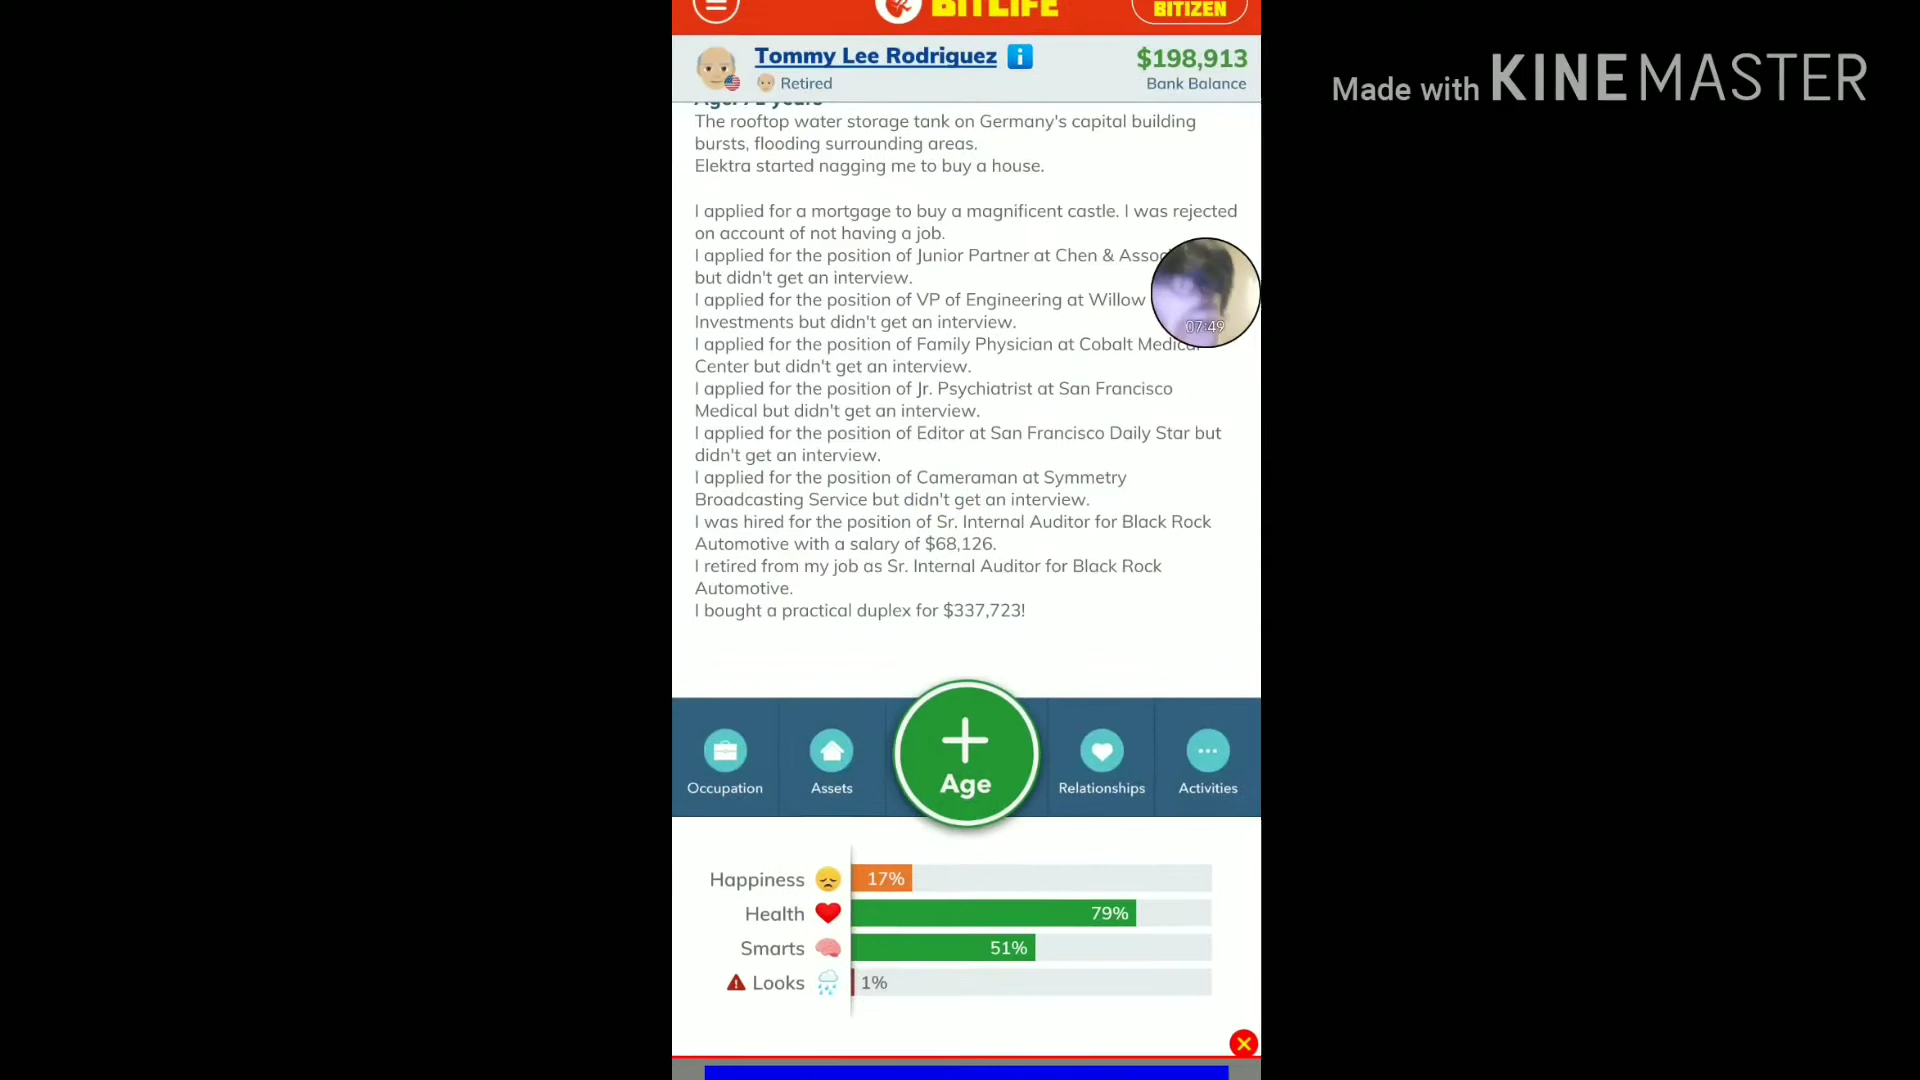 BITLIFE
BITIZEN
Made with KINEMASTER
Tommy Lee Rodriguez
$198,913
Retired
Bank Balance
years
The rooftop water storage tank on Germany's capital building
bursts, flooding surrounding areas.
Elektra started nagging me to buy a house.
I applied for a mortgage to buy a magnificent castle. I was rejected
on account of not having a job.
I applied for the position of Junior Partner at Chen &
but didn't get an interview.
I applied for the position of VP of Engineering at Willow
Investments but didn't get an interview.
07:49
I applied for the position of Family Physician at Cobalt Medical
Center but didn't get an interview.
I applied for the position of Jr. Psychiatrist at San Francisco
Medical but didn't get an interview.
I applied for the position of Editor at San Francisco Daily Star but
didn't get an interview.
I applied for the position of Cameraman at Symmetry
Broadcasting Service but didn't get an interview.
I was hired for the position of Sr. Internal Auditor for Black Rock
Automotive with a salary of $68,126.
I retired from my job as Sr. Internal Auditor for Black Rock
Automotive.
I bought a practical duplex for $337,723!
Occupation
Assets
Age
Relationships
Activities
Happiness 17%
Health 79%
Smarts 51%
Looks 1%